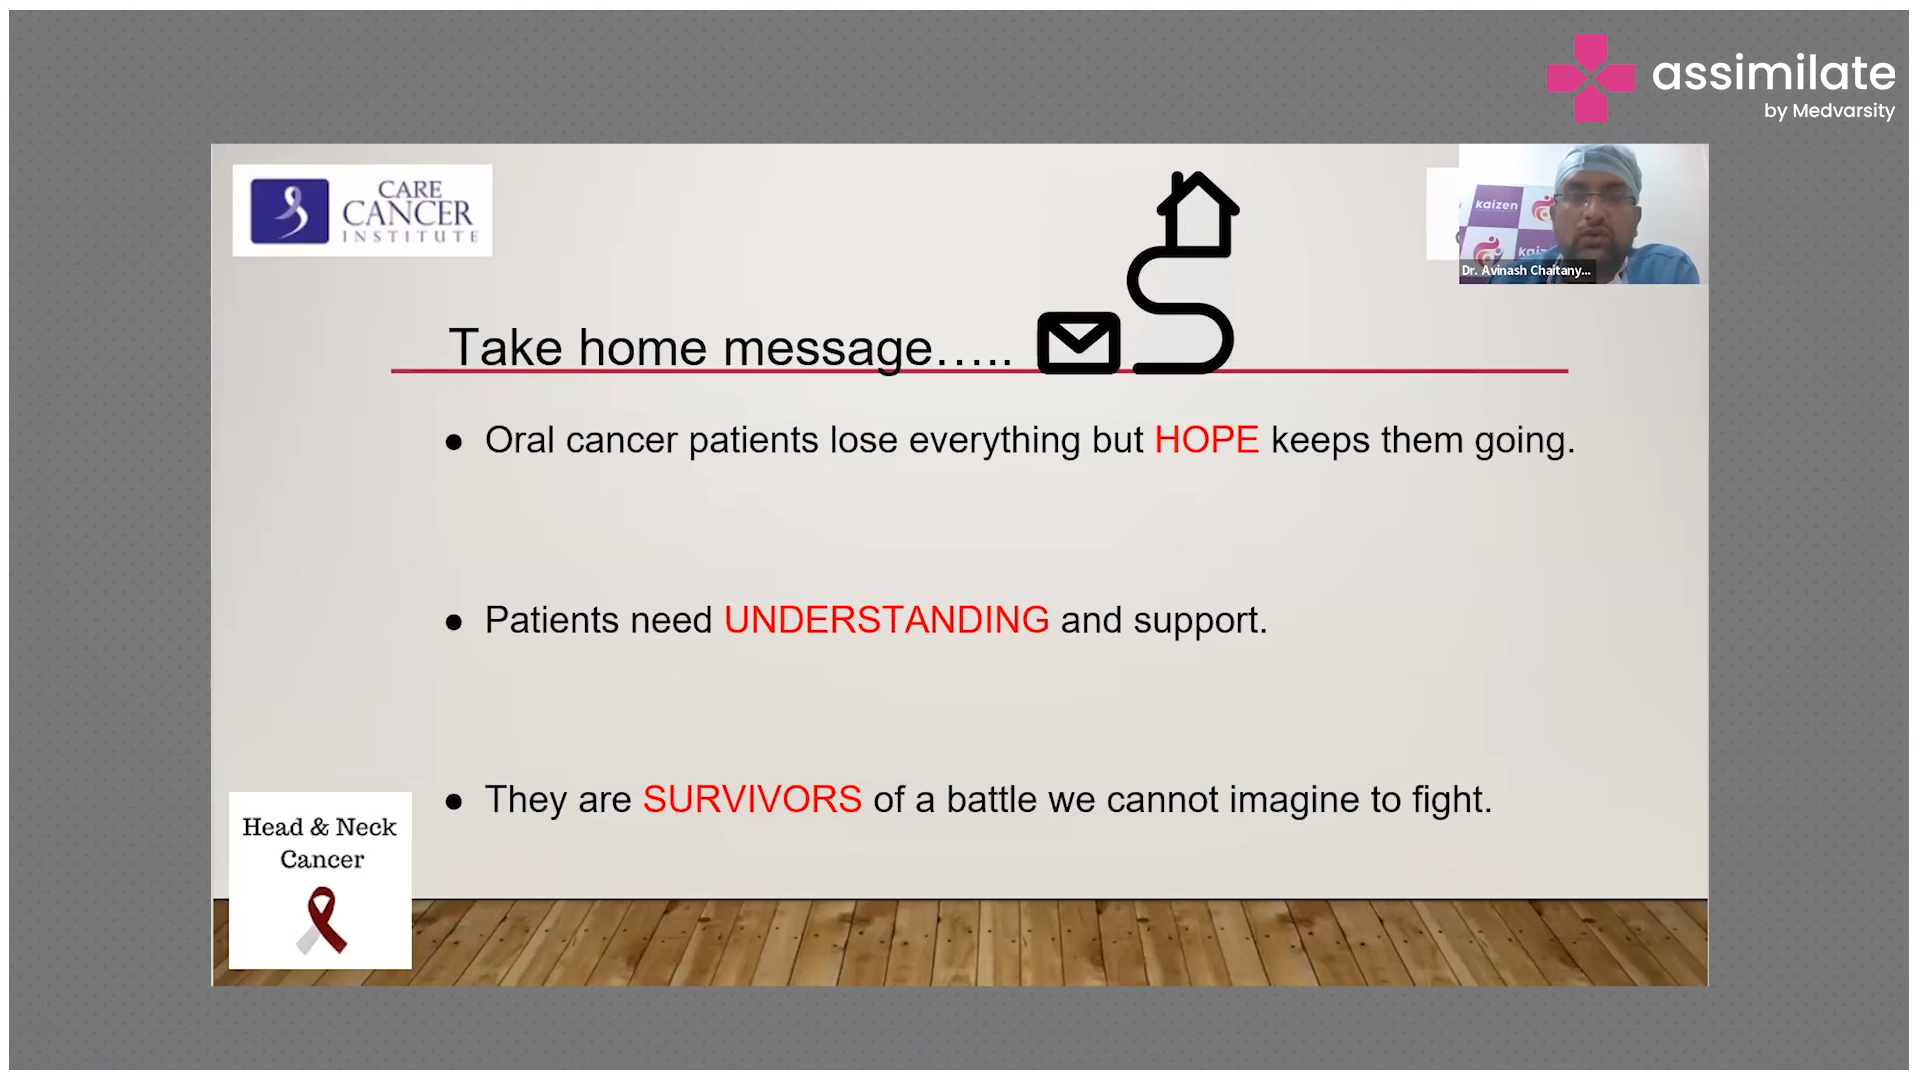 assimilate
by Medvarsity
CARE
CANCER
INSTITUTE
kaizen
Dr. Avinash Chaitany...
Take home message…..
● Oral cancer patients lose everything but HOPE keeps them going.
● Patients need UNDERSTANDING and support.
● They are SURVIVORS of a battle we cannot imagine to fight.
Head & Neck
Cancer